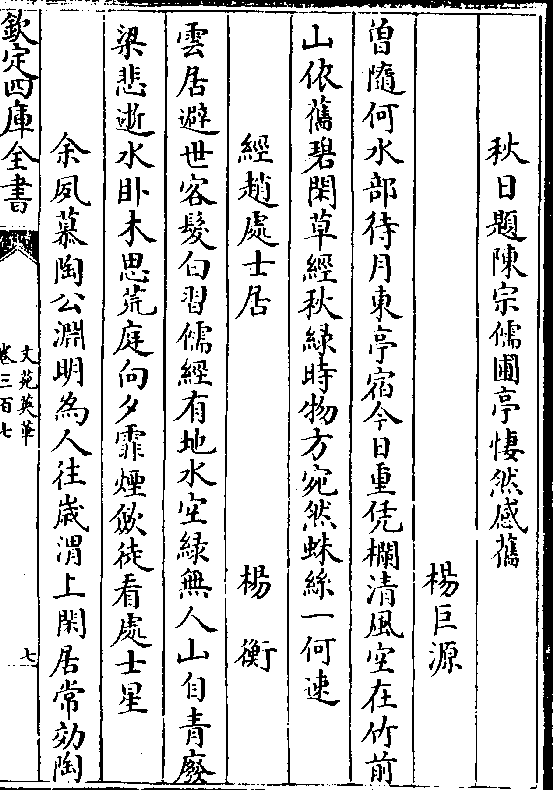 秋日題陳宗儒圃亭悽然感舊
楊巨源
曾隨何水部待月東亭宿今日重凭欄清風空在竹前
山依舊碧閑草經秋緑時物方宛然蛛絲一何速
經趙處士居　楊衡
雲居避世客髮白習儒經有地水空緑無人山自青廢
梁悲逝水卧木思荒庭向夕霏煙歛徒看處士星
余夙慕陶公淵明為人往嵗渭上閑居常効陶
欽定四庫全書
文苑英華
卷三百七
七